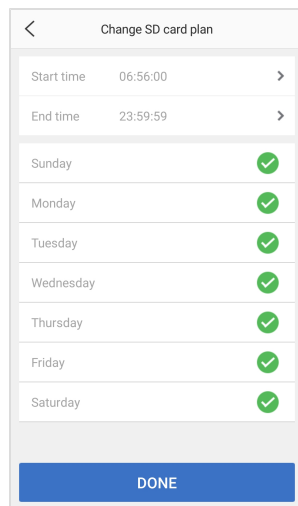 Change SD card plan
Start time 06:56:00
End time 23:59:59
Sunday
Monday
Tuesday
Wednesday
Thursday
Friday
Saturday
DONE